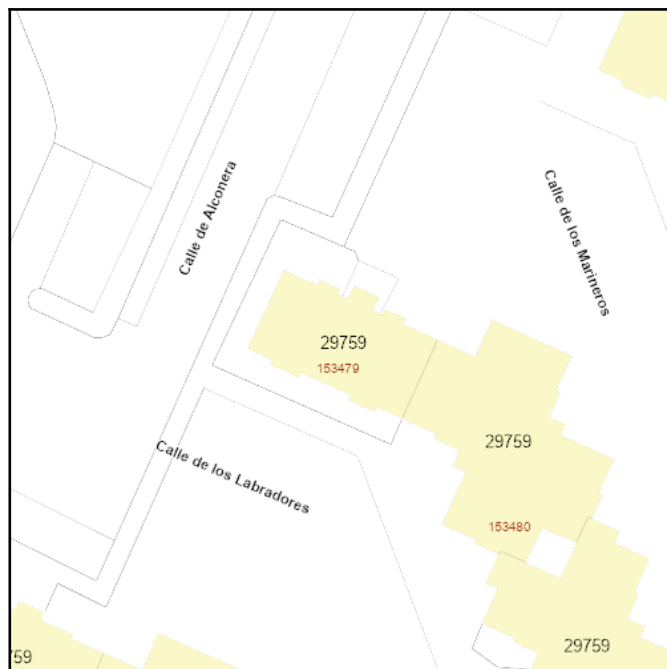 Calle de Alconera
Calle de los Marineros
29759
153479
29759
Calle de los Labradores
153480
29759
759